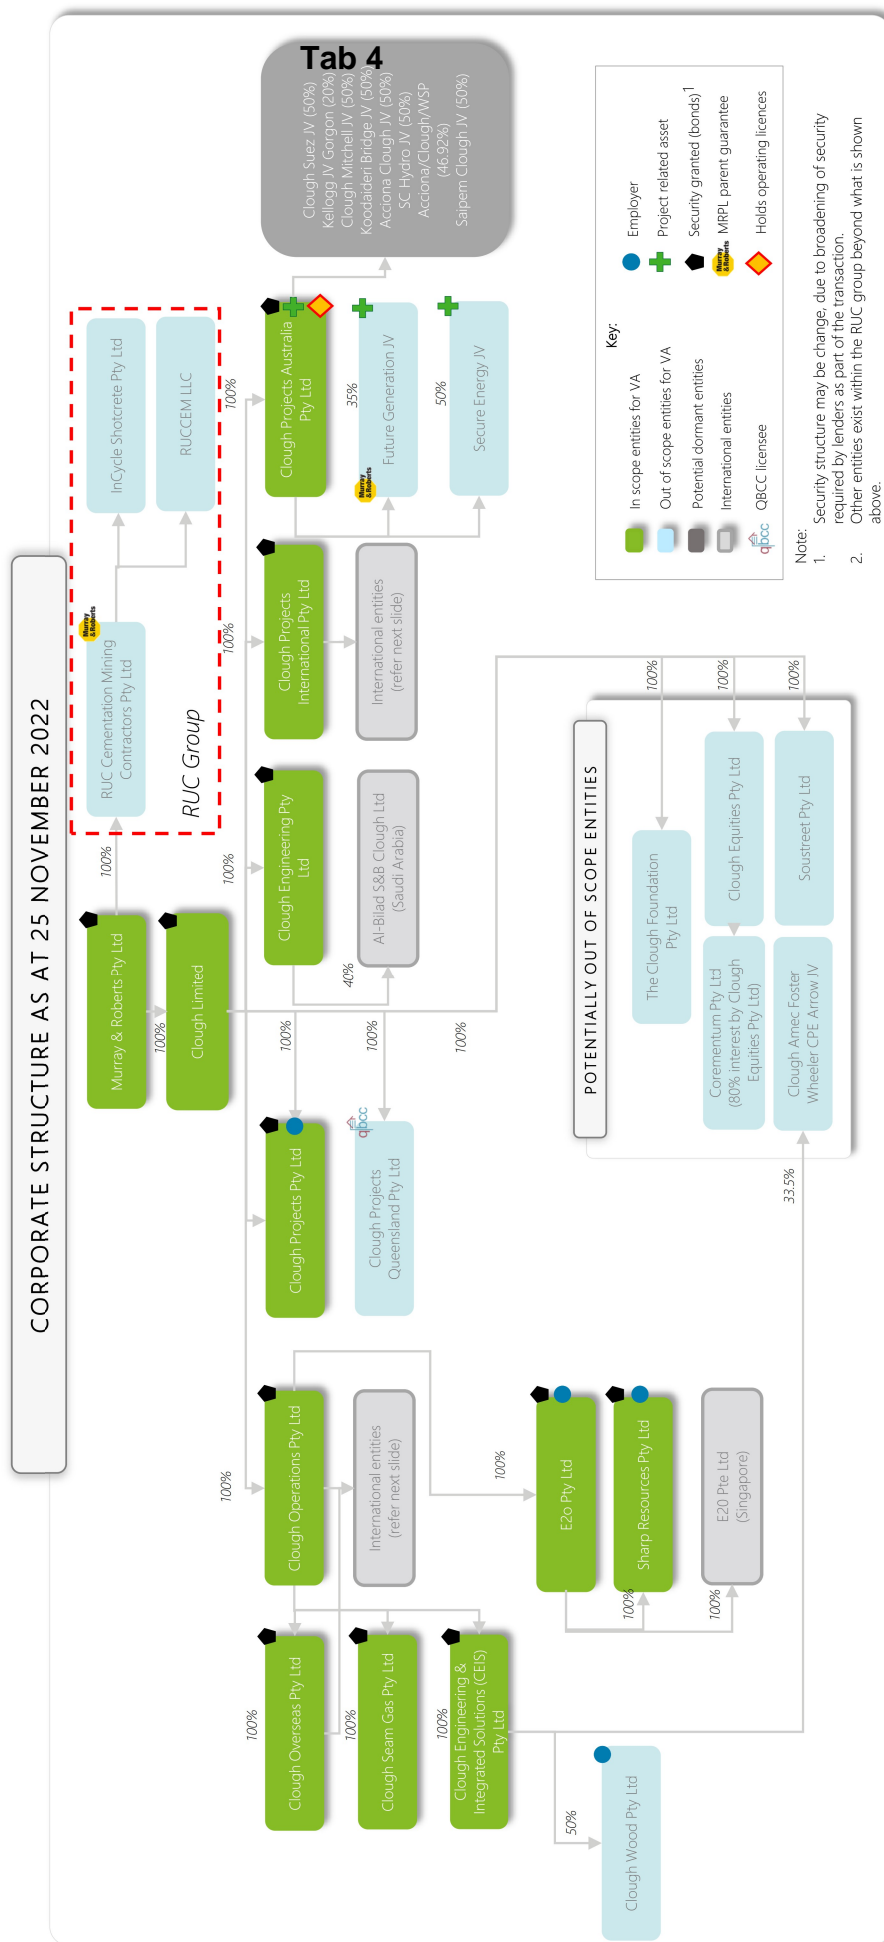 Tab 4
CORPORATE STRUCTURE AS AT 25 NOVEMBER 2022
Murray & Roberts Pty Ltd
100%
RUC Cementation Mining
Contractors Pty Ltd
Murray
& Roberts
InCycle Shotcrete Pty Ltd
RUCCEM LLC
RUC Group
100%
Clough Limited
100%
100%
100%
100%
100%
100%
100%
Clough Overseas Pty Ltd
100%
Clough Operations Pty Ltd
Clough Projects Pty Ltd
Clough Engineering Pty
Ltd
Clough Projects
International Pty Ltd
Clough Projects Australia
Pty Ltd
Clough Suez JV (50%)
Kellogg JV Gorgon (20%)
Clough Mitchell JV (50%)
Koodaideri Bridge JV (50%)
Acciona Clough JV (50%)
SC Hydro JV (50%)
Acciona/Clough/WSP
(46.92%)
Saipem Clough JV (50%)
Clough Seam Gas Pty Ltd
100%
International entities
(refer next slide)
Clough Projects
Queensland Pty Ltd
qbcc
40%
Al-Bilad S&B Clough Ltd
(Saudi Arabia)
International entities
(refer next slide)
35%
Murray
& Roberts
Future Generation JV
50%
Secure Energy JV
Clough Engineering &
Integrated Solutions (CEIS)
Pty Ltd
100%
100%
E2o Pty Ltd
100%
Sharp Resources Pty Ltd
100%
E20 Pte Ltd
(Singapore)
50%
Clough Wood Pty Ltd
33.5%
POTENTIALLY OUT OF SCOPE ENTITIES
The Clough Foundation
Pty Ltd
100%
Corementum Pty Ltd
(80% interest by Clough
Equities Pty Ltd)
Clough Equities Pty Ltd
100%
Clough Amec Foster
Wheeler CPE Arrow JV
Soustreet Pty Ltd
100%
Key:
In scope entities for VA
Employer
Out of scope entities for VA
Project related asset
Potential dormant entities
Security granted (bonds)1
International entities
Murray
& Roberts
MRPL parent guarantee
qbcc
QBCC licensee
Holds operating licences
Note:
1. Security structure may be change, due to broadening of security
required by lenders as part of the transaction.
2. Other entities exist within the RUC group beyond what is shown
above.